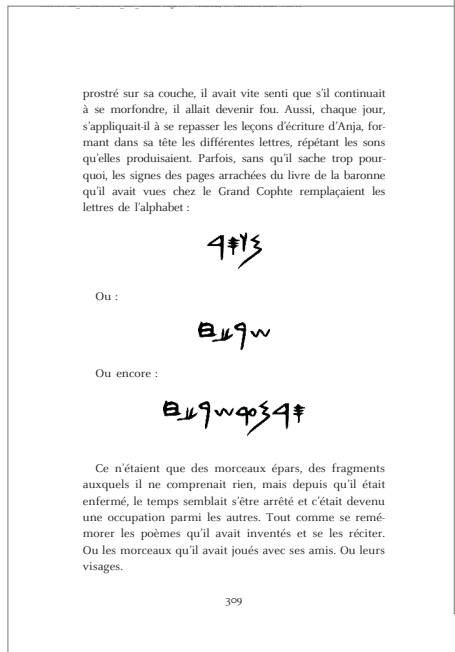 prostré sur sa couche, il avait vite senti que s'il continuait
à se morfondre, il allait devenir fou. Aussi, chaque jour,
s'appliquait-il à se repasser les leçons d'écriture d'Anja, for-
mant dans sa tête les différentes lettres, répétant les sons
qu'elles produisaient. Parfois, sans qu'il sache trop pour-
quoi, les signes des pages arrachées du livre de la baronne
qu'il avait vues chez le Grand Cophte remplaçaient les
lettres de l'alphabet :
Ou :
Ou encore :
Ce n'étaient que des morceaux épars, des fragments
auxquels il ne comprenait rien, mais depuis qu'il était
enfermé, le temps semblait s'être arrêté et c'était devenu
une occupation parmi les autres. Tout comme se remé-
morer les poèmes qu'il avait inventés et se les réciter.
Ou les morceaux qu'il avait joués avec ses amis. Ou leurs
visages.
309